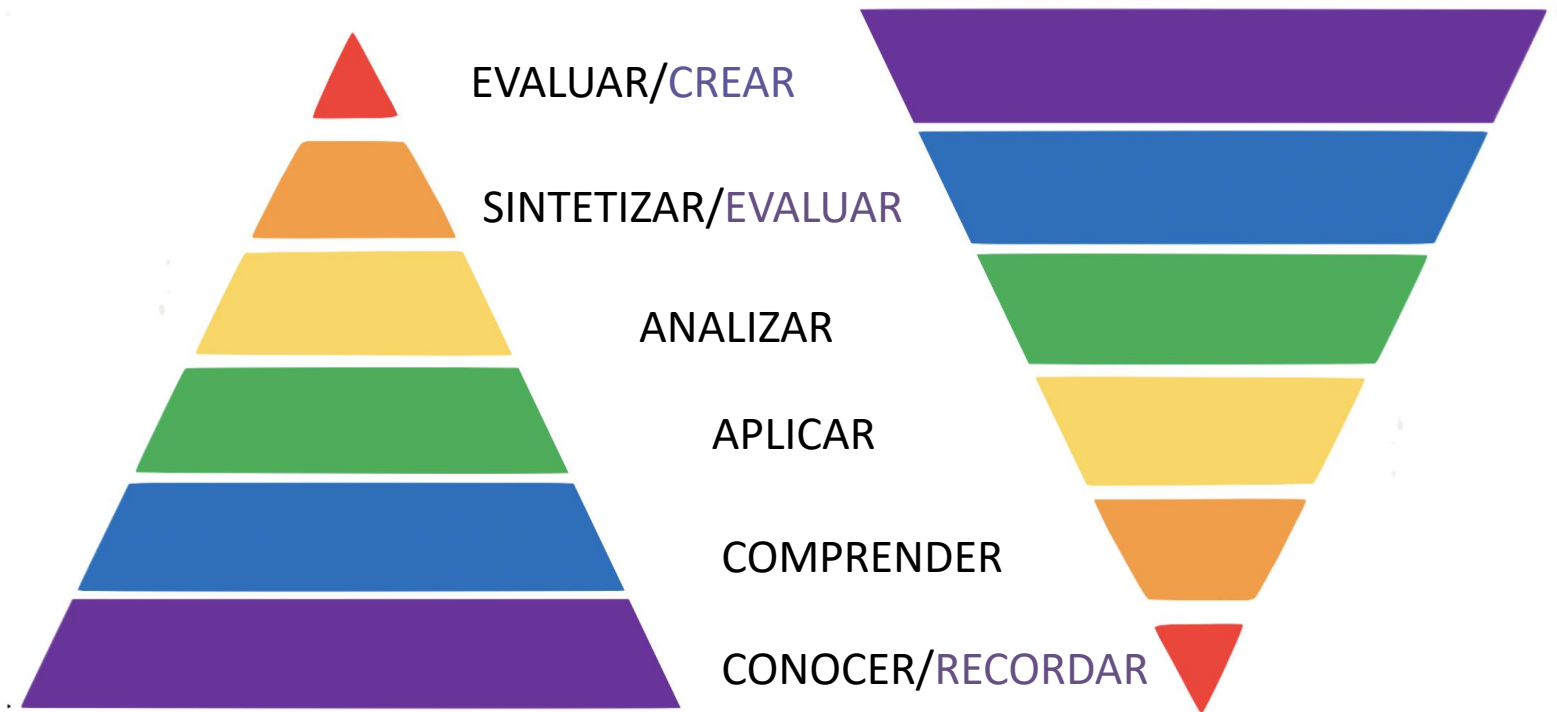 EVALUAR/CREAR
SINTETIZAR/EVALUAR
ANALIZAR
APLICAR
COMPRENDER
CONOCER/RECORDAR